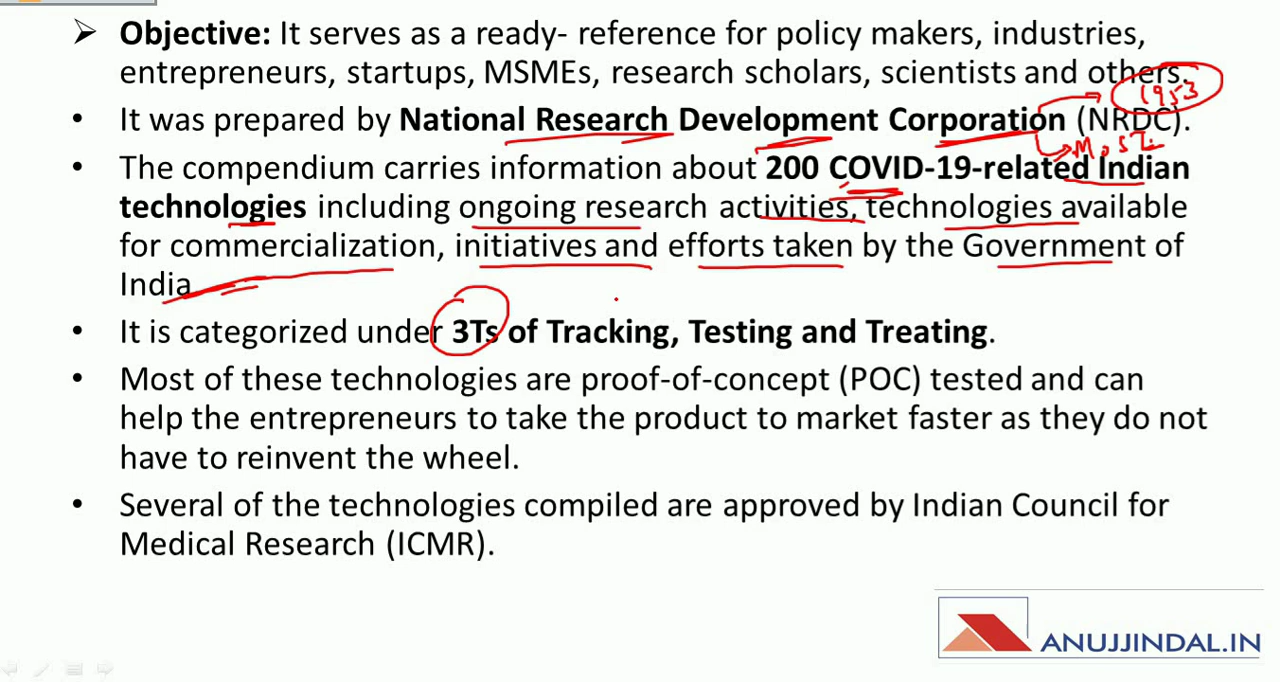 ➢ Objective: It serves as a ready- reference for policy makers, industries,
entrepreneurs, startups, MSMEs, research scholars, scientists and others.
1953
• It was prepared by National Research Development Corporation (NRDC).
• The compendium carries information about 200 COVID-19-related Indian
technologies including ongoing research activities, technologies available
for commercialization, initiatives and efforts taken by the Government of
India
• It is categorized under 3Ts of Tracking, Testing and Treating.
• Most of these technologies are proof-of-concept (POC) tested and can
help the entrepreneurs to take the product to market faster as they do not
have to reinvent the wheel.
• Several of the technologies compiled are approved by Indian Council for
Medical Research (ICMR).
ANUJJINDAL.IN